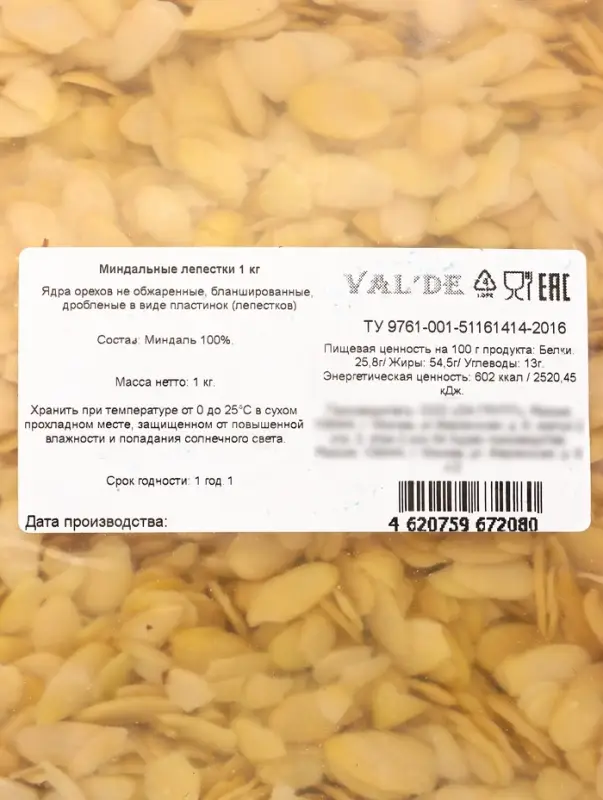 Миндальные лепестки 1 кг
Ядра орехов не обжаренные, бланшированные,
дробленые в виде пластинок (лепестков)
Состав: Миндаль 100%.
Масса нетто: 1 кг.
Хранить при температуре от 0 до 25°С в сухом
прохладном месте, защищенном от повышенной
влажности и попадания солнечного света.
Срок годности: 1 год. 1
Дата производства:
VAL'DE
4
EAC
ТУ 9761-001-51161414-2016
Пищевая ценность на 100 г продукта: Белки.
25,8г/ Жиры: 54,5г/ Углеводы: 13г.
Энергетическая ценность: 602 ккал / 2520,45
кДж.
4 620759 672080